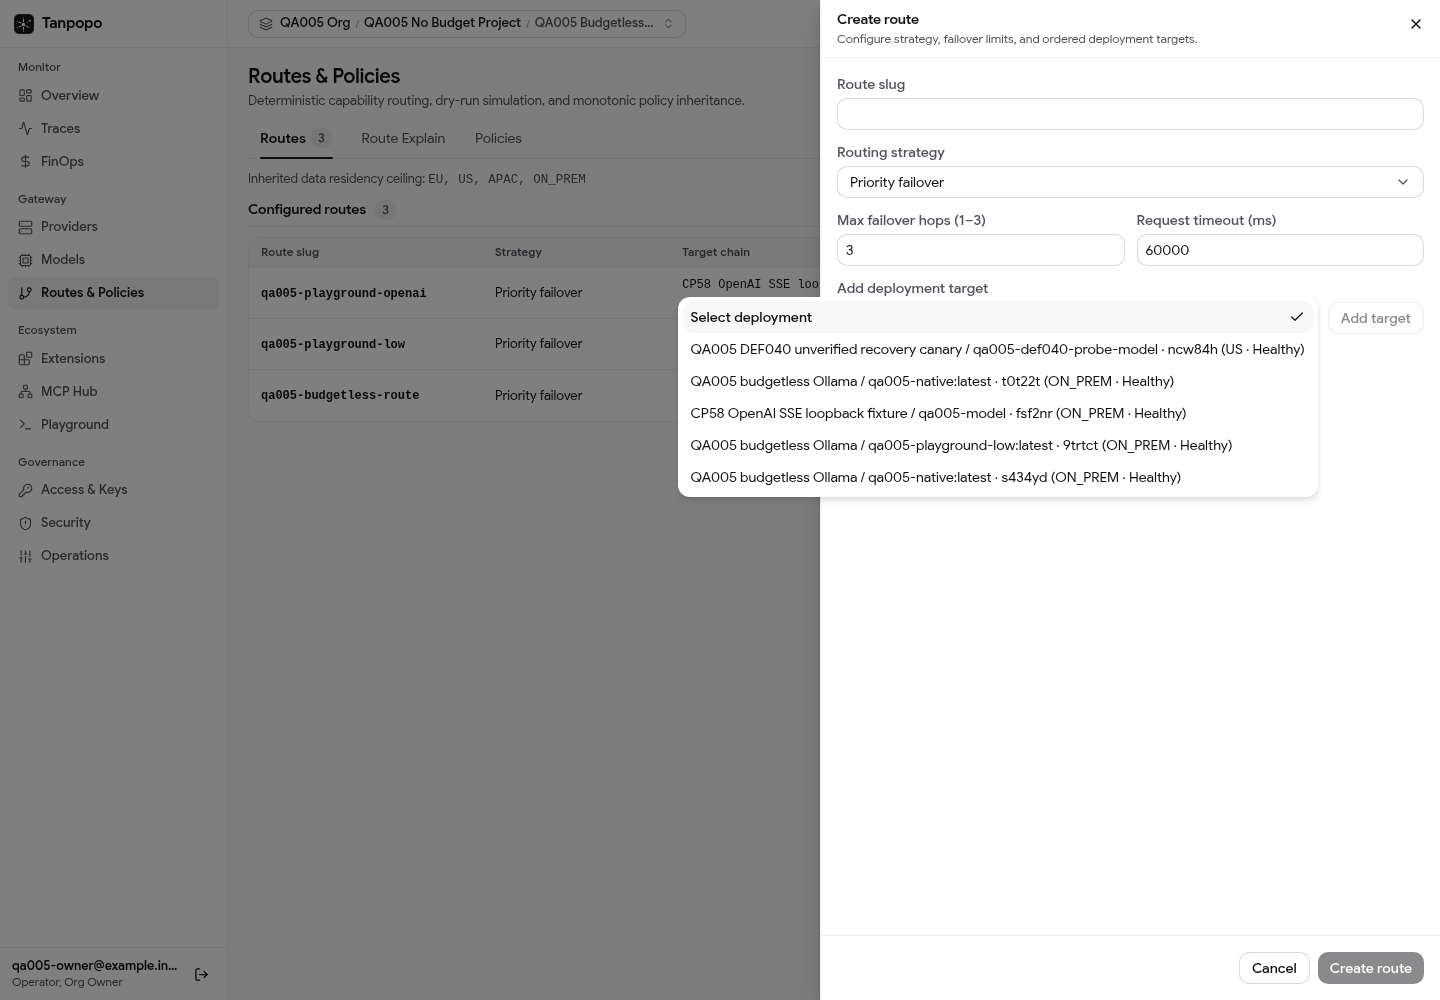 Tanpopo
Monitor
Overview
Traces
FinOps
Gateway
Providers
Models
Routes & Policies
Ecosystem
Extensions
MCP Hub
Playground
Governance
Access & Keys
Security
Operations
qa005-owner@example.in...
Operator, Org Owner
QA005 Org / QA005 No Budget Project / QA005 Budgetless...
Routes & Policies
Deterministic capability routing, dry-run simulation, and monotonic policy inheritance.
Routes 3 Route Explain Policies
Inherited data residency ceiling: EU, US, APAC, ON_PREM
Configured routes 3
Route slug Strategy Target chain
qa005-playground-openai Priority failover CP58 OpenAI SSE loo
qa005-playground-low Priority failover
qa005-budgetless-route Priority failover
Create route
Configure strategy, failover limits, and ordered deployment targets.
Route slug
Routing strategy
Priority failover
Max failover hops (1–3) Request timeout (ms)
3 60000
Add deployment target
Select deployment
Add target
QA005 DEF040 unverified recovery canary / qa005-def040-probe-model · ncw84h (US · Healthy)
QA005 budgetless Ollama / qa005-native:latest · t0t22t (ON_PREM · Healthy)
CP58 OpenAI SSE loopback fixture / qa005-model · fsf2nr (ON_PREM · Healthy)
QA005 budgetless Ollama / qa005-playground-low:latest · 9trtct (ON_PREM · Healthy)
QA005 budgetless Ollama / qa005-native:latest · s434yd (ON_PREM · Healthy)
Cancel Create route